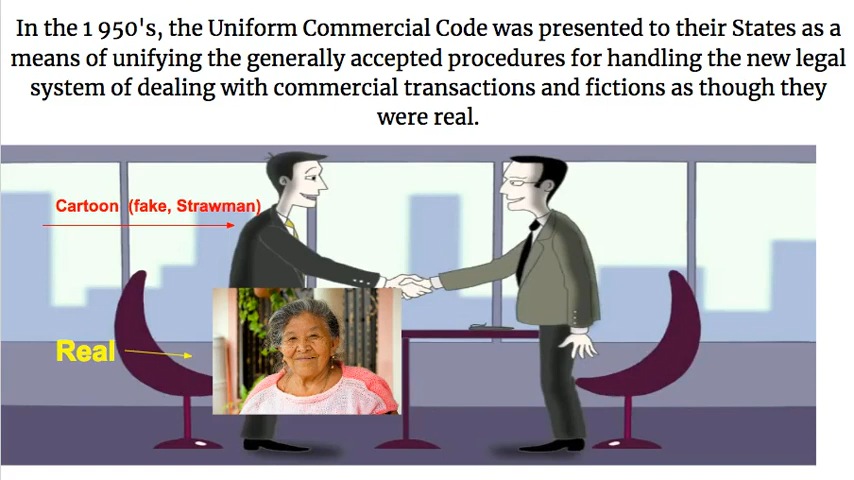 In the 1 950's, the Uniform Commercial Code was presented to their States as a
means of unifying the generally accepted procedures for handling the new legal
system of dealing with commercial transactions and fictions as though they
were real.
Cartoon (fake, Strawman)
Real